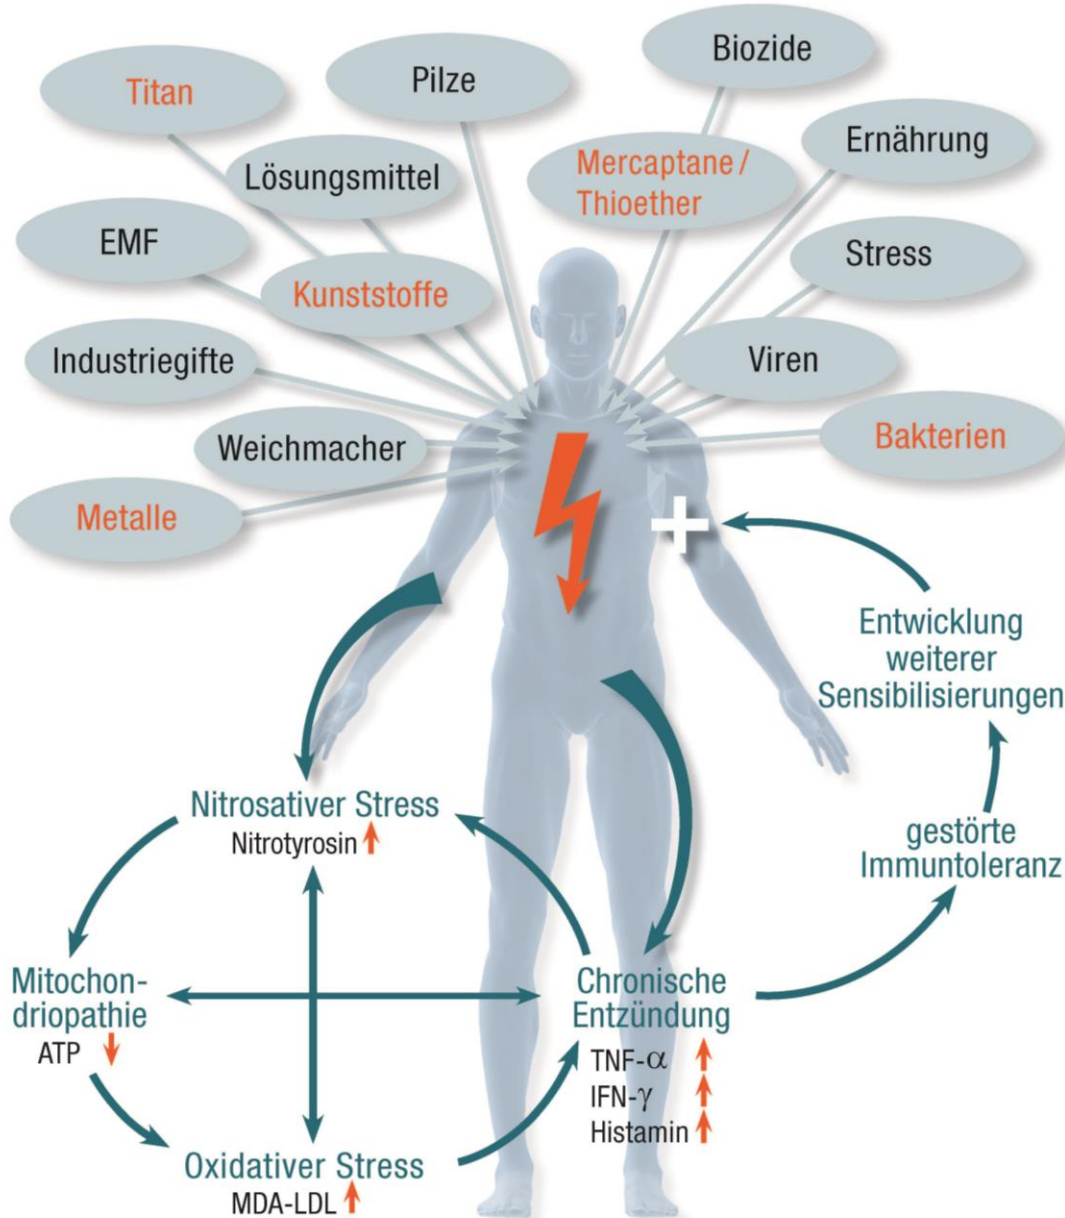 Titan
Pilze
Biozide
Lösungsmittel
Mercaptane /
Thioether
Ernährung
EMF
Kunststoffe
Stress
Industriegifte
Viren
Weichmacher
Bakterien
Metalle
Entwicklung
weiterer
Sensibilisierungen
gestörte
Immuntoleranz
Nitrosativer Stress
Nitrotyrosin
Mitochon-
driopathie
ATP
Chronische
Entzündung
TNF-α
IFN-γ
Histamin
Oxidativer Stress
MDA-LDL